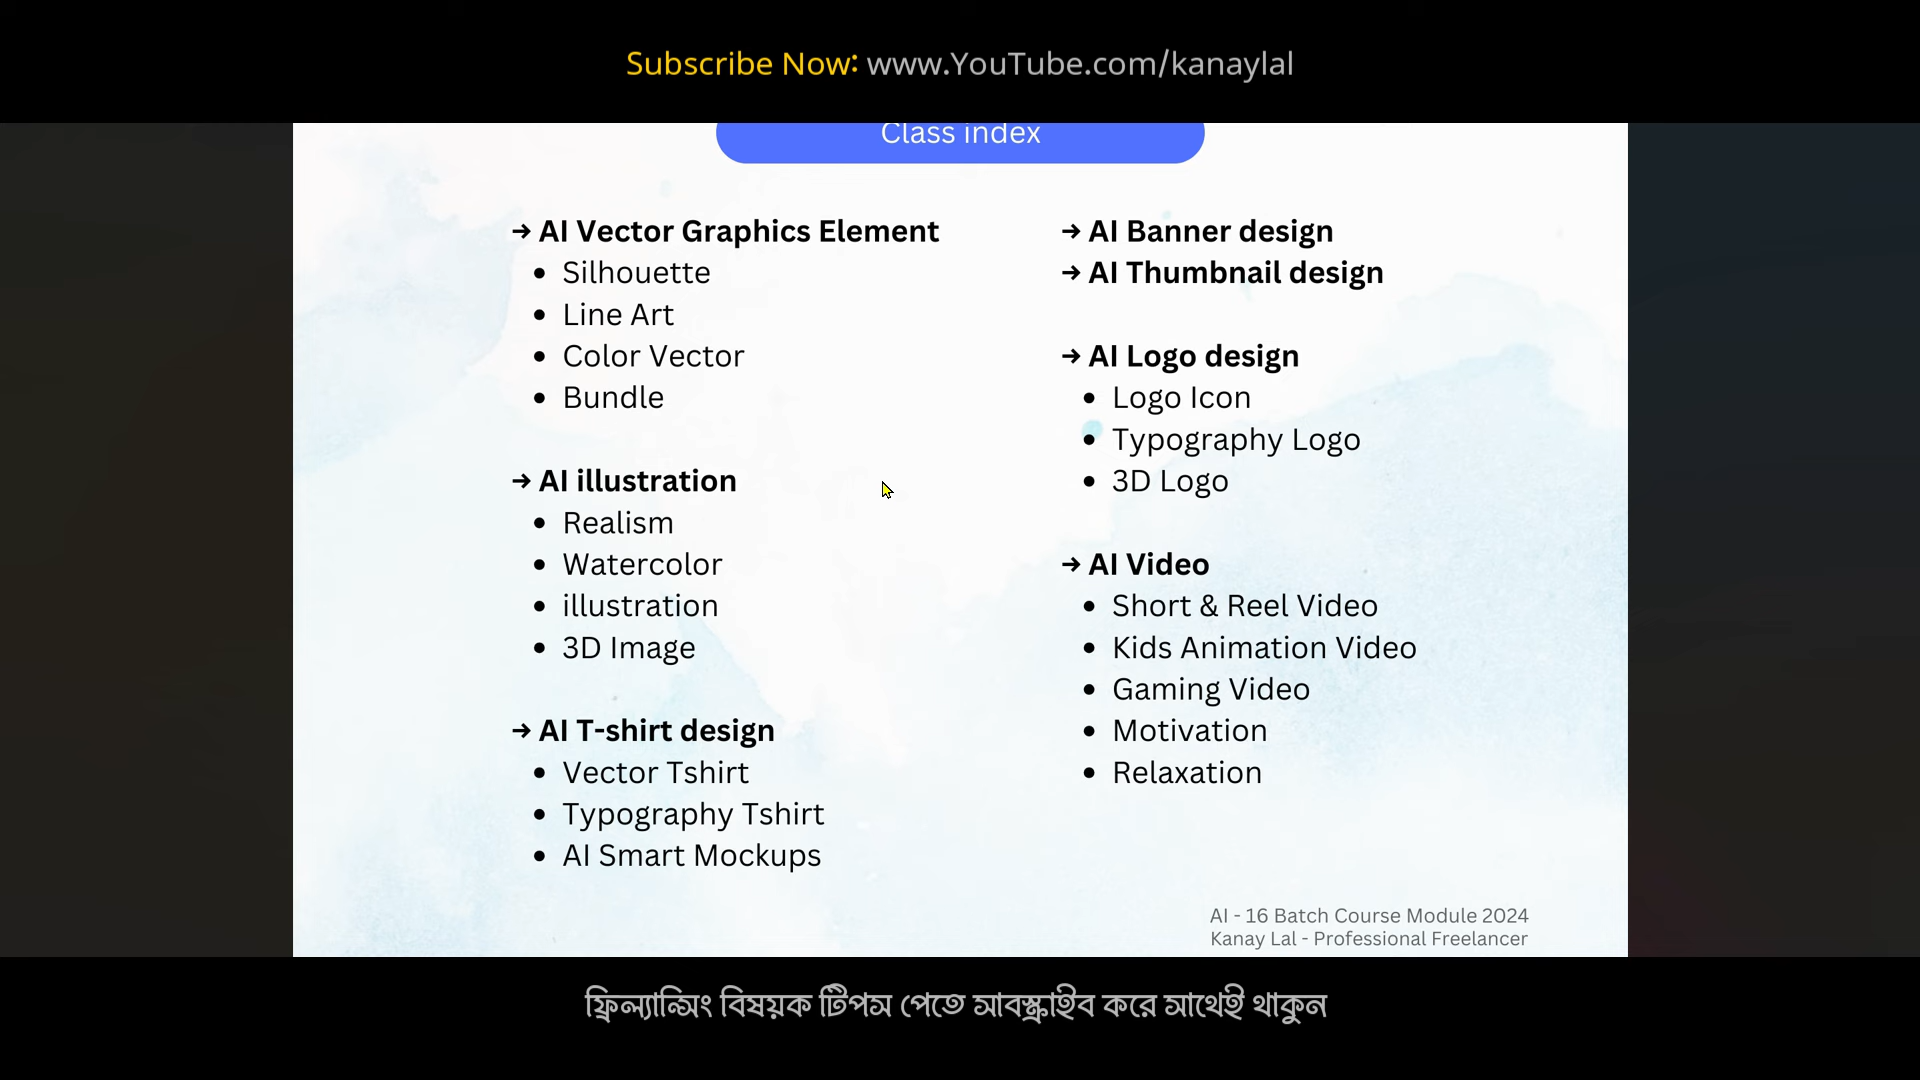 Subscribe Now: www.YouTube.com/kanaylal
Class index
→ AI Vector Graphics Element
• Silhouette
• Line Art
• Color Vector
• Bundle
→ AI illustration
• Realism
• Watercolor
• illustration
• 3D Image
→ AI T-shirt design
• Vector Tshirt
• Typography Tshirt
• AI Smart Mockups
→ AI Banner design
→ AI Thumbnail design
→ AI Logo design
• Logo Icon
• Typography Logo
• 3D Logo
→ AI Video
• Short & Reel Video
• Kids Animation Video
• Gaming Video
• Motivation
• Relaxation
AI - 16 Batch Course Module 2024
Kanay Lal - Professional Freelancer
ফ্রিল্যান্সিং বিষয়ক টিপস পেতে সাবস্ক্রাইব করে সাথেই থাকুন